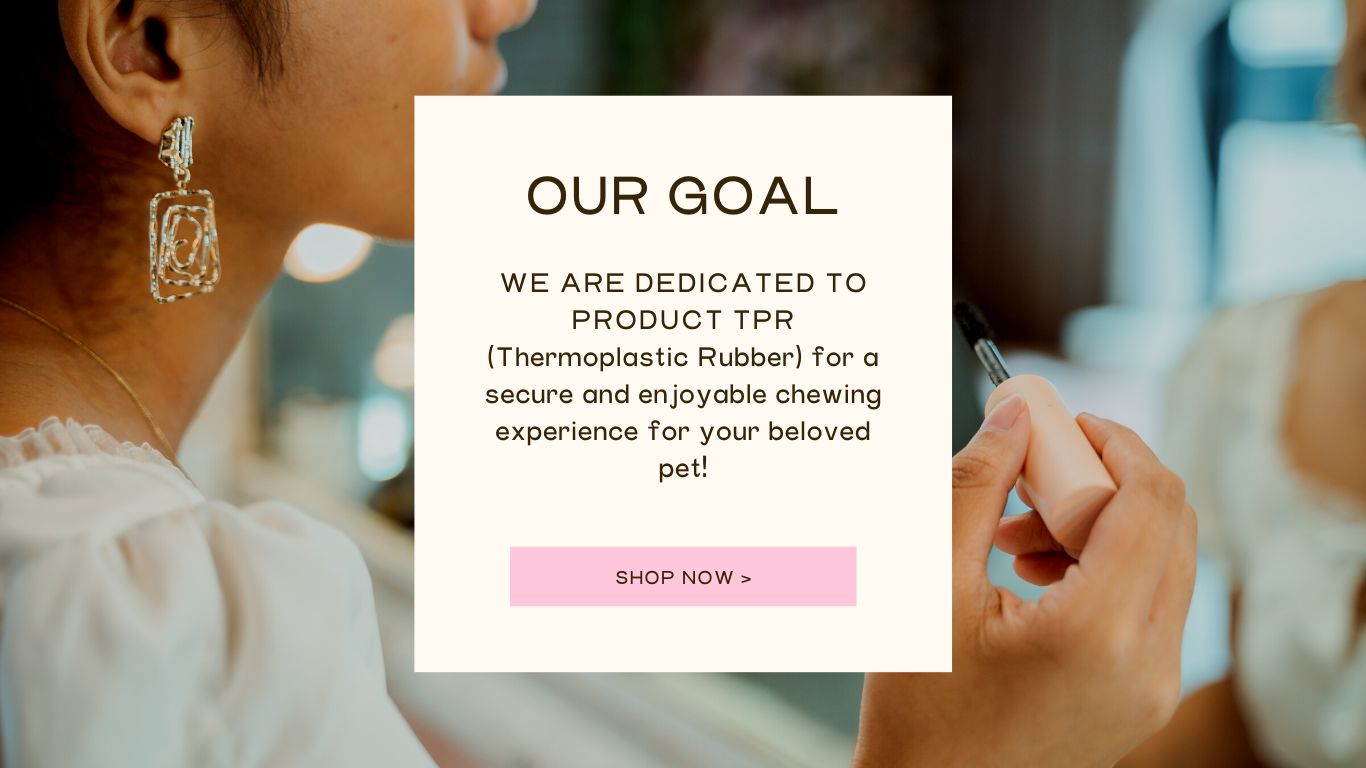 OUR GOAL
WE ARE DEDICATED TO
PRODUCT TPR
(Thermoplastic Rubber) for a
secure and enjoyable chewing
experience for your beloved
pet!
SHOP NOW >